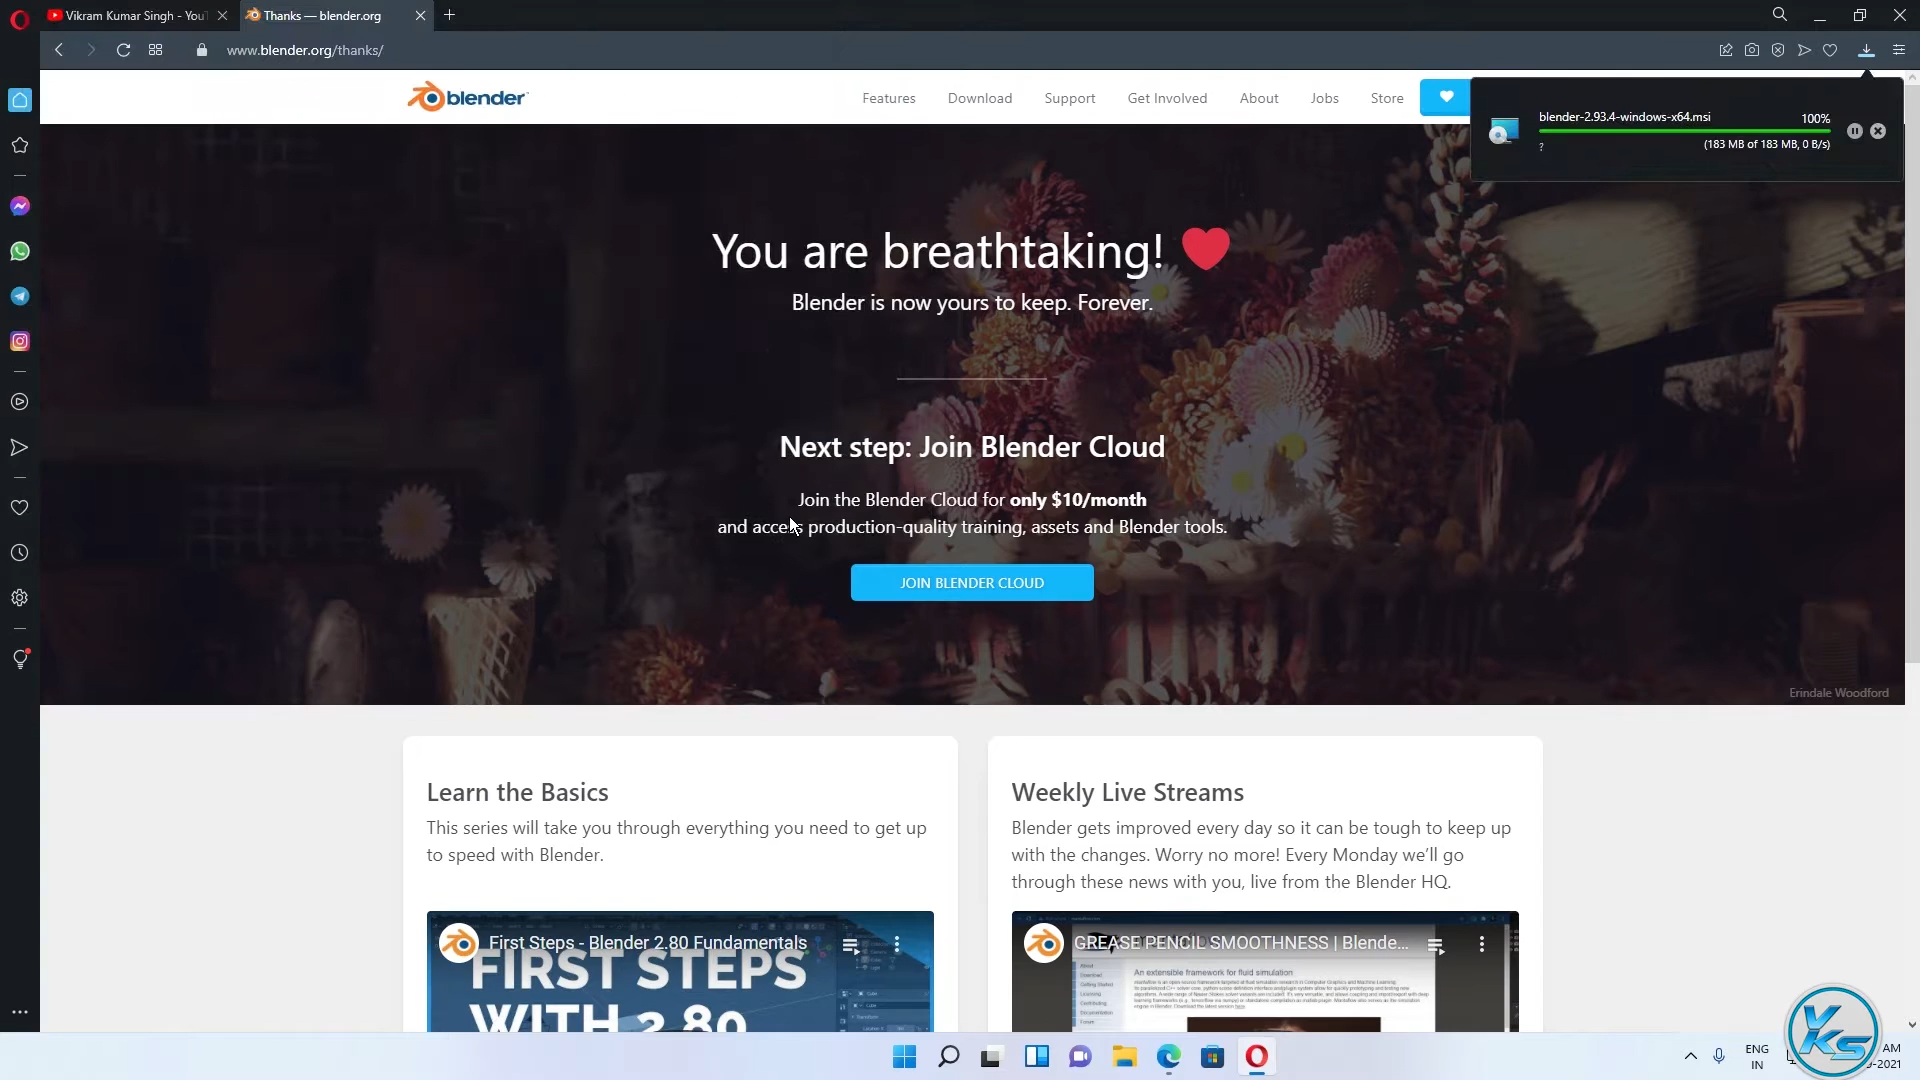 Vikram Kumar Singh - You
Thanks — blender.org
www.blender.org/thanks/
blender
Features
Download
Support
Get Involved
About
Jobs
Store
blender-2.93.4-windows-x64.msi
100%
?
(183 MB of 183 MB, 0 B/s)
You are breathtaking!
Blender is now yours to keep. Forever.
Next step: Join Blender Cloud
Join the Blender Cloud for only $10/month
and access production-quality training, assets and Blender tools.
JOIN BLENDER CLOUD
Erindale Woodford
Learn the Basics
This series will take you through everything you need to get up
to speed with Blender.
First Steps - Blender 2.80 Fundamentals
FIRST STEPS
WITH 2.80
Weekly Live Streams
Blender gets improved every day so it can be tough to keep up
with the changes. Worry no more! Every Monday we'll go
through these news with you, live from the Blender HQ.
GREASE PENCIL SMOOTHNESS | Blende...
An extensible framework for fluid simulation
ENG
IN
AM
-2021
VKS